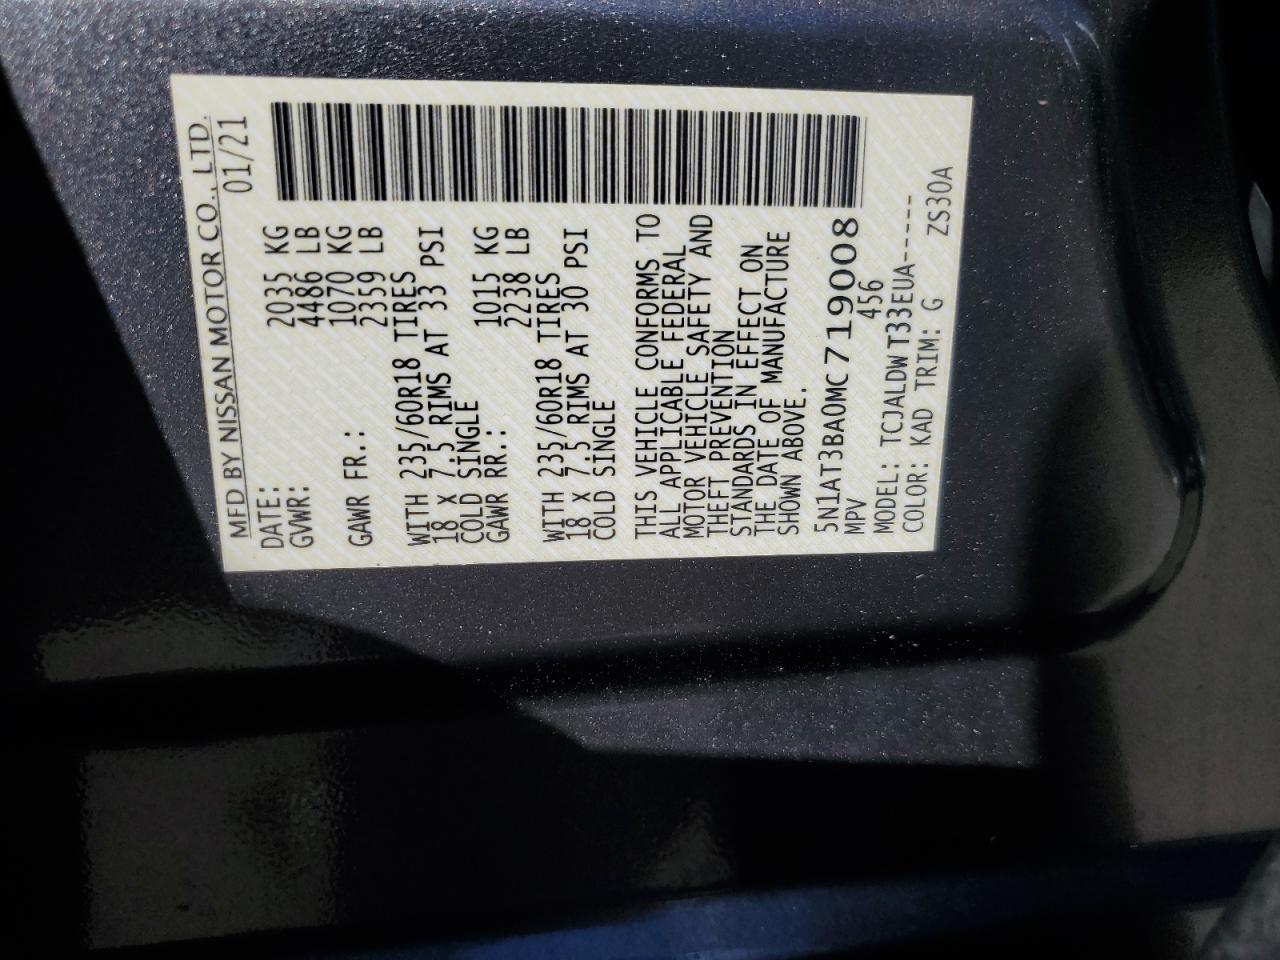 MFD BY NISSAN MOTOR CO., LTD.
DATE: 01/21
GVWR: 2035 KG
4486 LB
GAWR FR.: 1070 KG
2359 LB
WITH 235/60R18 TIRES
18 X 7.5 RIMS AT 33 PSI
COLD SINGLE
GAWR RR.: 1015 KG
2238 LB
WITH 235/60R18 TIRES
18 X 7.5 RIMS AT 30 PSI
COLD SINGLE
THIS VEHICLE CONFORMS TO
ALL APPLICABLE FEDERAL
MOTOR VEHICLE SAFETY AND
THEFT PREVENTION
STANDARDS IN EFFECT ON
THE DATE OF MANUFACTURE
SHOWN ABOVE.
5N1AT3BA0MC719008
MPV 456
MODEL: TCJALDW T33EUA-----
COLOR: KAD TRIM: G ZS30A